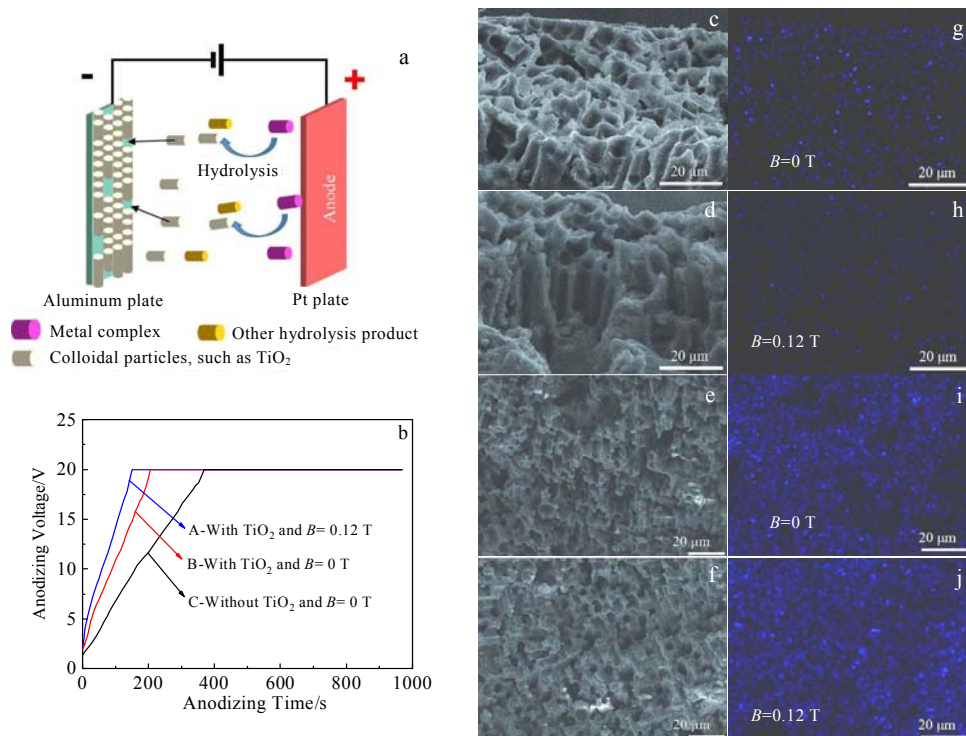 a
-
+
Hydrolysis
Anode
Aluminum plate
Pt plate
Metal complex
Other hydrolysis product
Colloidal particles, such as TiO₂
b
Anodizing Voltage/V
25
20
15
10
5
0
A-With TiO₂ and B= 0.12 T
B-With TiO₂ and B= 0 T
C-Without TiO₂ and B= 0 T
0 200 400 600 800 1000
Anodizing Time/s
c
20 μm
g
B=0 T
20 μm
d
20 μm
h
B=0.12 T
20 μm
e
20 μm
i
B=0 T
20 μm
f
20 μm
j
B=0.12 T
20 μm